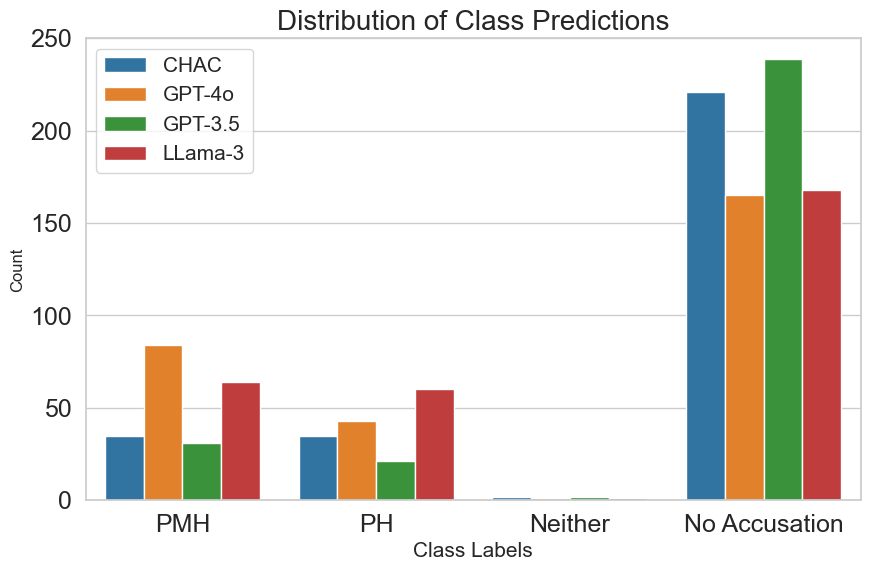 Distribution of Class Predictions
CHAC
GPT-4o
GPT-3.5
LLama-3
250
200
150
100
50
0
Count
PMH PH Neither No Accusation
Class Labels